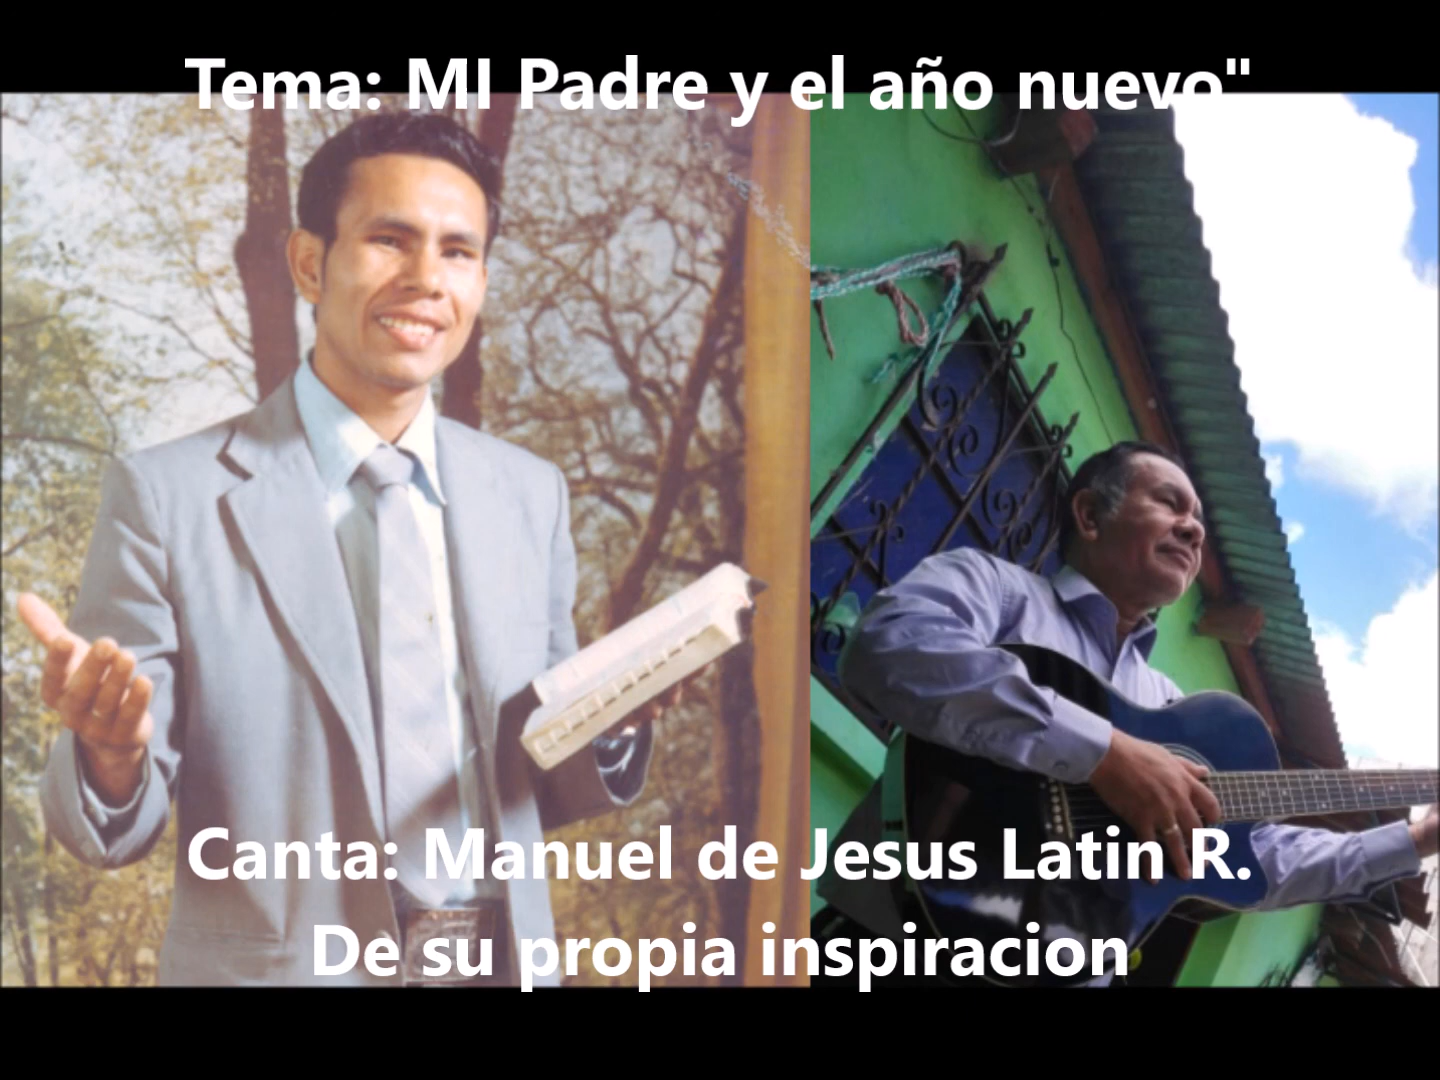 Tema: MI Padre y el año nuevo"
Canta: Manuel de Jesus Latin R.
De su propia inspiracion